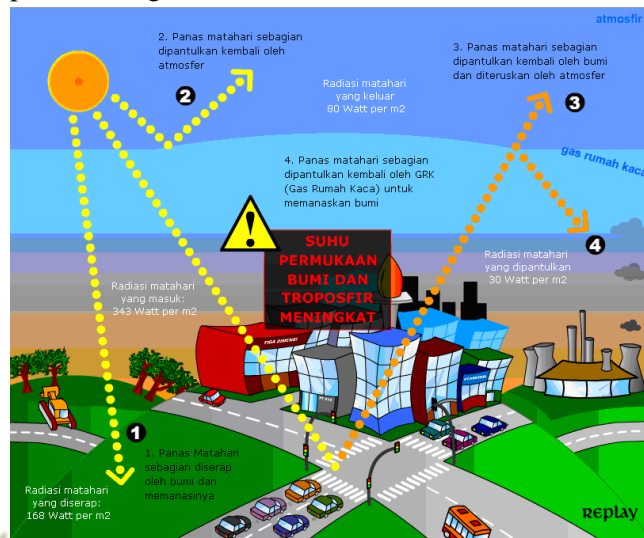 atmosfir
2. Panas matahari sebagian
dipantulkan kembali oleh
atmosfer
2
3. Panas matahari sebagian
dipantulkan kembali oleh bumi
dan diteruskan oleh atmosfer
3
Radiasi matahari
yang keluar
80 Watt per m2
gas rumah kaca
4. Panas matahari sebagian
dipantulkan kembali oleh GRK
(Gas Rumah Kaca) untuk
memanaskan bumi
4
!
SUHU
PERMUKAAN
BUMI DAN
TROPOSFIR
MENINGKAT
Radiasi matahari
yang dipantulkan
30 Watt per m2
Radiasi matahari
yang masuk:
343 Watt per m2
TIGA DIMENSI
1
1. Panas Matahari
sebagian diserap
oleh bumi dan
memanasinya
Radiasi matahari
yang diserap:
168 Watt per m2
REPLAY